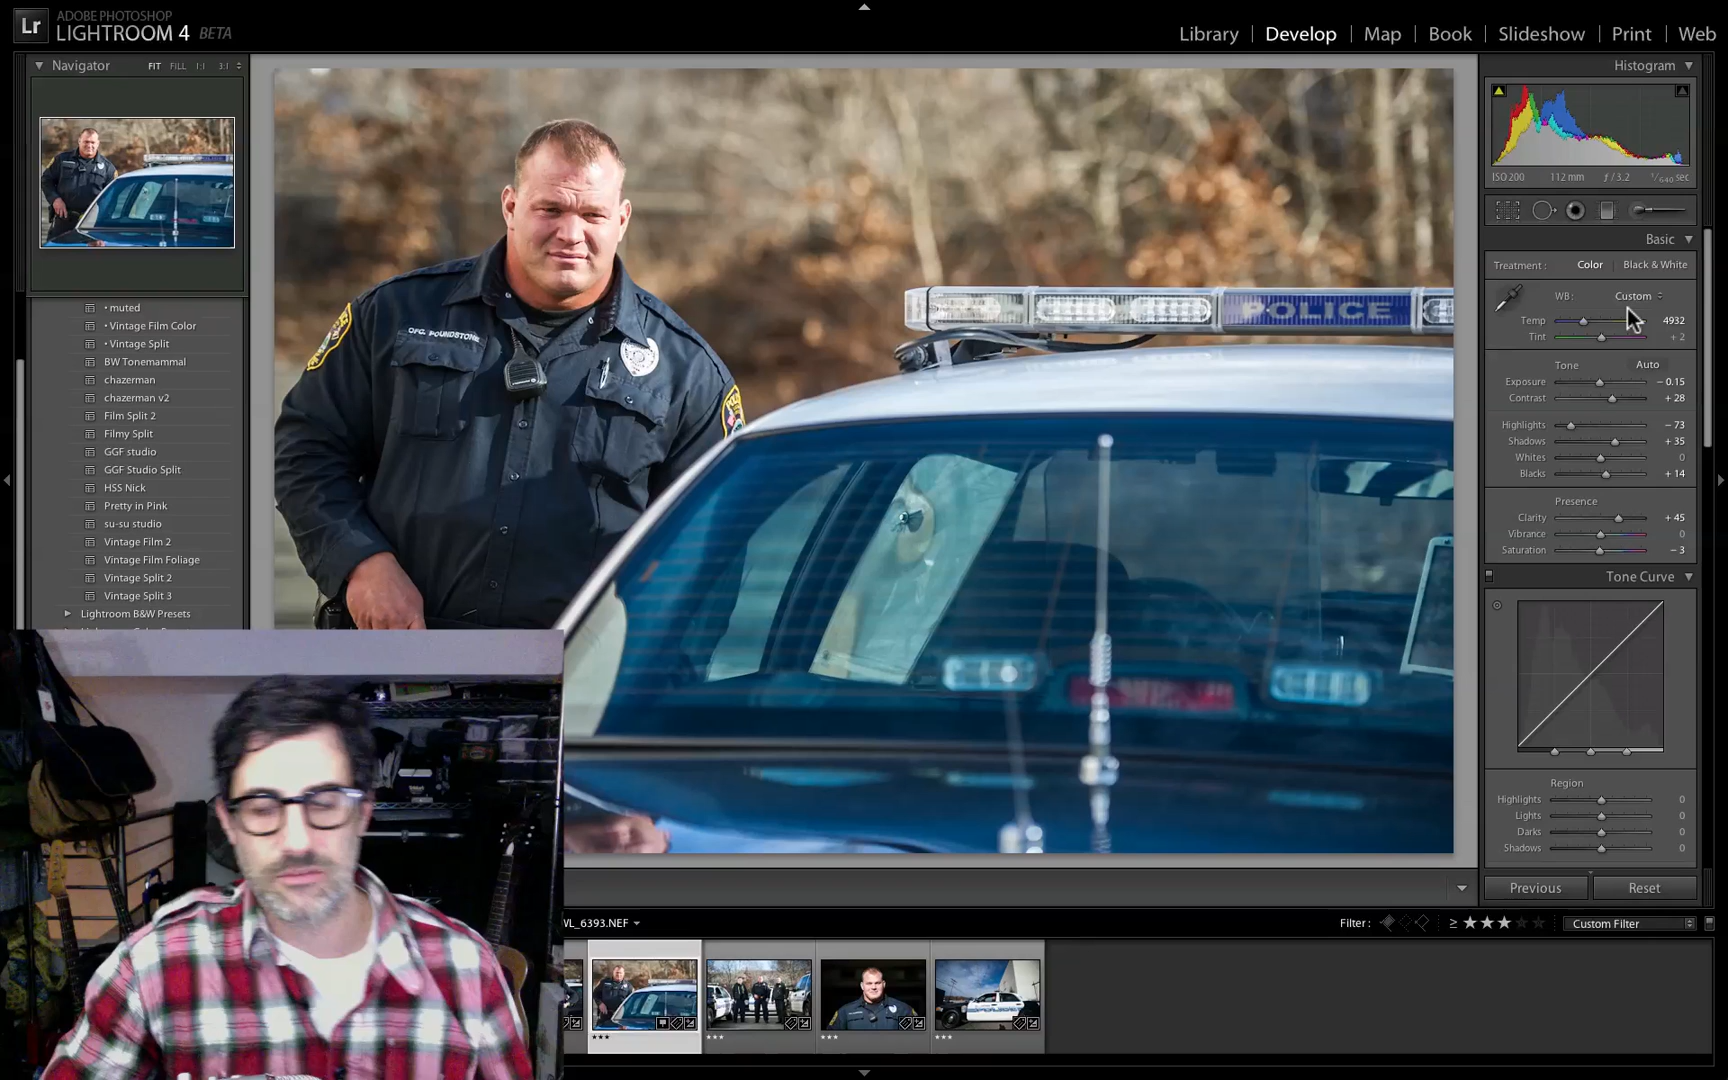 Lr
ADOBE PHOTOSHOP
LIGHTROOM 4 BETA
Library | Develop | Map | Book | Slideshow | Print | Web
Navigator FIT FILL 1:1 3:1
• muted
• Vintage Film Color
• Vintage Split
BW Tonemammal
chazerman
chazerman v2
Film Split 2
Filmy Split
GGF studio
GGF Studio Split
HSS Nick
Pretty in Pink
su-su studio
Vintage Film 2
Vintage Film Foliage
Vintage Split 2
Vintage Split 3
Lightroom B&W Presets
OFC. POUNDSTONE
POLICE
Histogram
ISO 200 112 mm ƒ / 3.2 1/640 sec
Basic
Treatment : Color | Black & White
WB : Custom
Temp 4932
Tint + 2
Tone Auto
Exposure − 0.15
Contrast + 28
Highlights − 73
Shadows + 35
Whites 0
Blacks + 14
Presence
Clarity + 45
Vibrance 0
Saturation − 3
Tone Curve
Region
Highlights 0
Lights 0
Darks 0
Shadows 0
Previous Reset
WL_6393.NEF
Filter : ≥ ★★★ Custom Filter